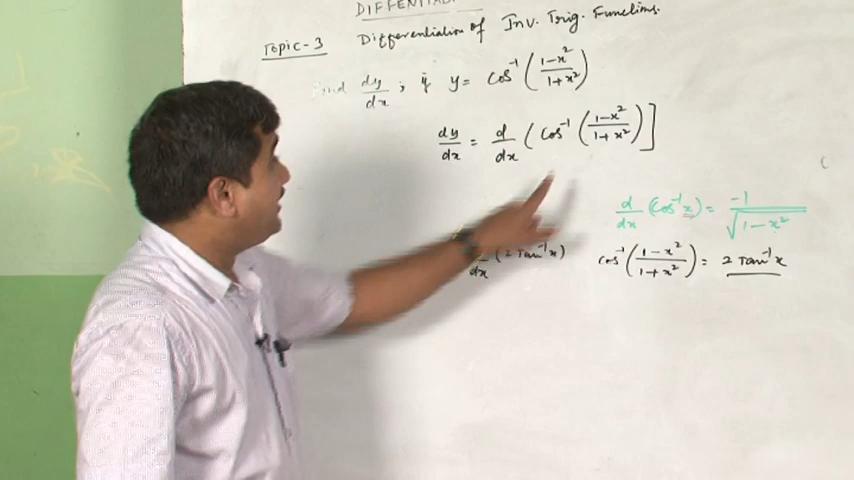 Topic-3 Differentiation of Inv. Trig. Functions.
Find dy/dx ; if y = Cos⁻¹ (1-x²/1+x²)
dy/dx = d/dx ( Cos⁻¹ (1-x²/1+x²) ]
d/dx (Cos⁻¹x) = -1/√1-x²
dx (2 Tan⁻¹x) Cos⁻¹(1-x²/1+x²) = 2 Tan⁻¹x